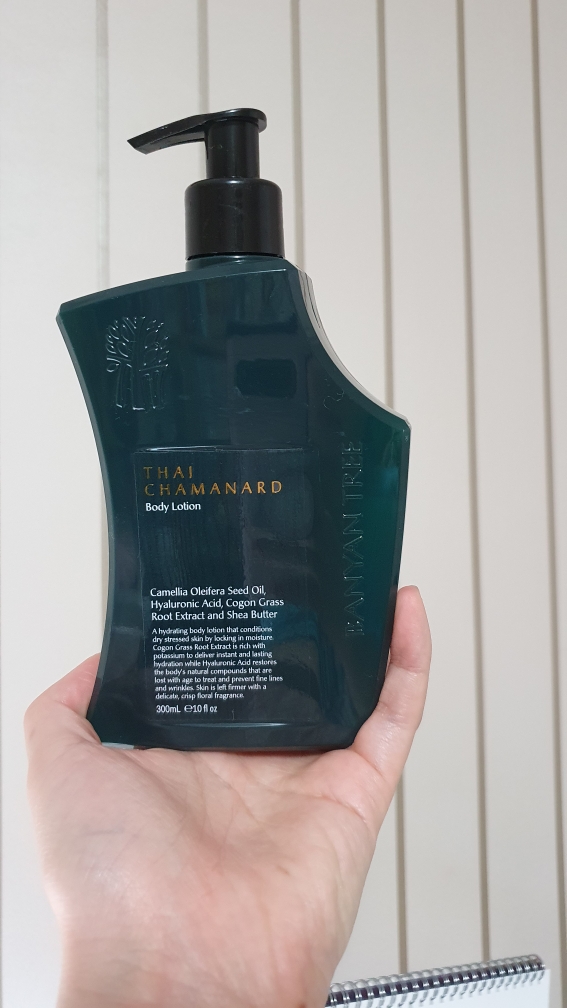 THAI
CHAMANARD
Body Lotion
Camellia Oleifera Seed Oil,
Hyaluronic Acid, Cogon Grass
Root Extract and Shea Butter
A hydrating body lotion that conditions
dry stressed skin by locking in moisture.
Cogon Grass Root Extract is rich with
potassium to deliver instant and lasting
hydration while Hyaluronic Acid restores
the body's natural compounds that are
lost with age to treat and prevent fine lines
and wrinkles. Skin is left firmer with a
delicate, crisp floral fragrance.
300mL ℮10 fl oz
BANYAN TREE